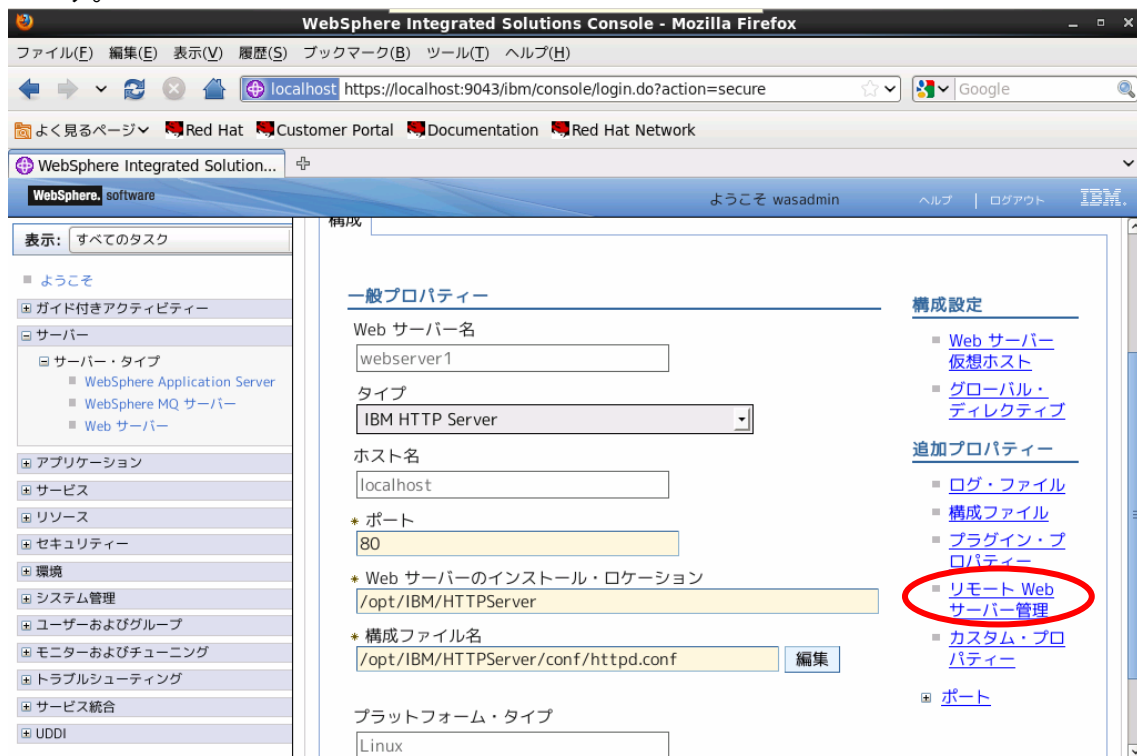 す。
WebSphere Integrated Solutions Console - Mozilla Firefox
ファイル(F) 編集(E) 表示(V) 履歴(S) ブックマーク(B) ツール(T) ヘルプ(H)
localhost https://localhost:9043/ibm/console/login.do?action=secure
Google
よく見るページ Red Hat Customer Portal Documentation Red Hat Network
WebSphere Integrated Solution...
WebSphere. software
ようこそ wasadmin
ヘルプ | ログアウト
IBM.
表示: すべてのタスク
ようこそ
ガイド付きアクティビティー
サーバー
サーバー・タイプ
WebSphere Application Server
WebSphere MQ サーバー
Web サーバー
アプリケーション
サービス
リソース
セキュリティー
環境
システム管理
ユーザーおよびグループ
モニターおよびチューニング
トラブルシューティング
サービス統合
UDDI
構成
一般プロパティー
Web サーバー名
webserver1
タイプ
IBM HTTP Server
ホスト名
localhost
* ポート
80
* Web サーバーのインストール・ロケーション
/opt/IBM/HTTPServer
* 構成ファイル名
/opt/IBM/HTTPServer/conf/httpd.conf
編集
プラットフォーム・タイプ
Linux
構成設定
Web サーバー
仮想ホスト
グローバル・
ディレクティブ
追加プロパティー
ログ・ファイル
構成ファイル
プラグイン・プ
ロパティー
リモート Web
サーバー管理
カスタム・プロ
パティー
ポート